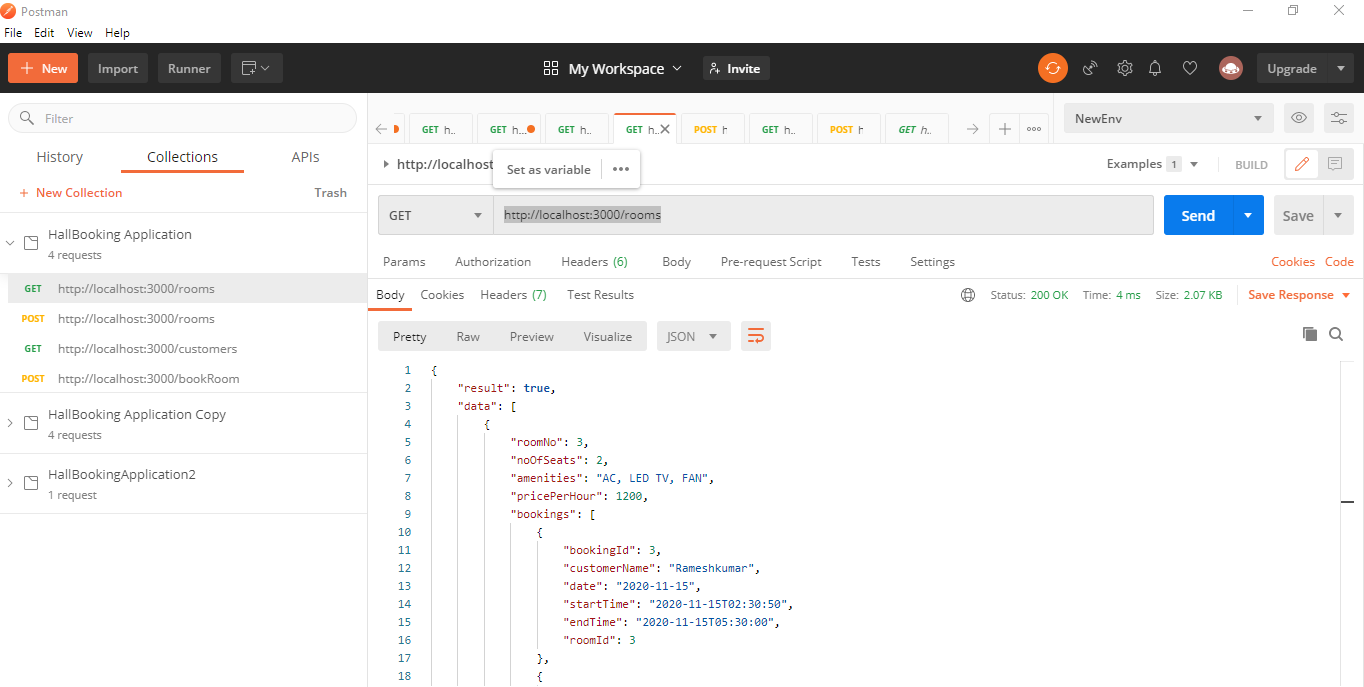 Postman
File Edit View Help
+ New Import Runner My Workspace Invite Upgrade
Filter
History Collections APIs
+ New Collection Trash
HallBooking Application
4 requests
GET http://localhost:3000/rooms
POST http://localhost:3000/rooms
GET http://localhost:3000/customers
POST http://localhost:3000/bookRoom
HallBooking Application Copy
4 requests
HallBookingApplication2
1 request
GET h.. GET h... GET h.. GET h.. POST h GET h.. POST h GET h.. + NewEnv
http://localhost Set as variable Examples 1 BUILD
GET http://localhost:3000/rooms Send Save
Params Authorization Headers (6) Body Pre-request Script Tests Settings Cookies Code
Body Cookies Headers (7) Test Results Status: 200 OK Time: 4 ms Size: 2.07 KB Save Response
Pretty Raw Preview Visualize JSON
1 {
2 "result": true,
3 "data": [
4 {
5 "roomNo": 3,
6 "noOfSeats": 2,
7 "amenities": "AC, LED TV, FAN",
8 "pricePerHour": 1200,
9 "bookings": [
10 {
11 "bookingId": 3,
12 "customerName": "Rameshkumar",
13 "date": "2020-11-15",
14 "startTime": "2020-11-15T02:30:50",
15 "endTime": "2020-11-15T05:30:00",
16 "roomId": 3
17 },
18 {